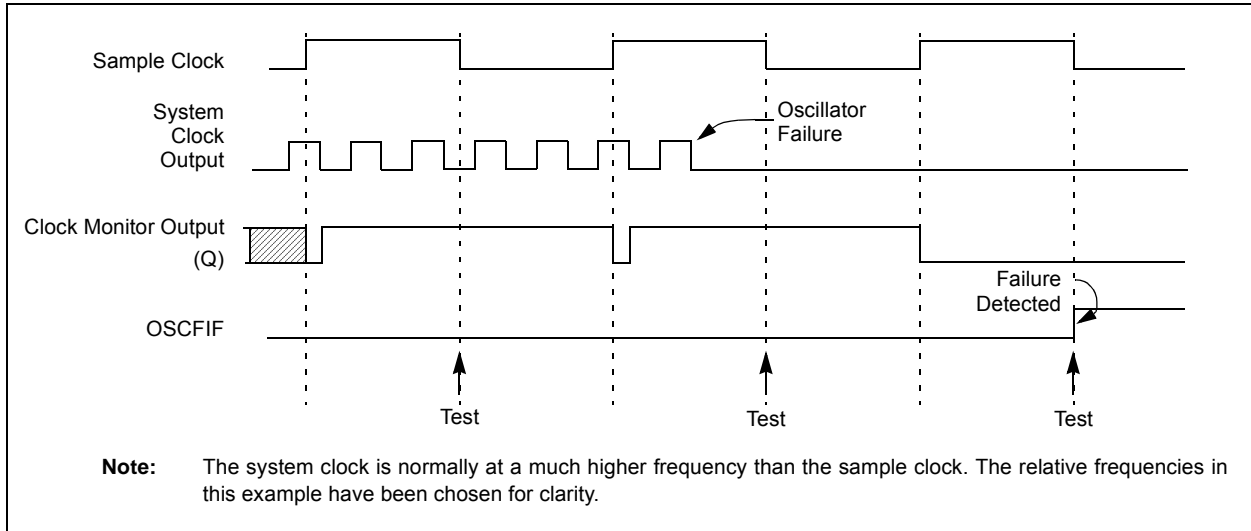 Sample Clock
System
Clock
Output
Oscillator
Failure
Clock Monitor Output
(Q)
Failure
Detected
OSCFIF
Test
Test
Test
Note: The system clock is normally at a much higher frequency than the sample clock. The relative frequencies in
this example have been chosen for clarity.